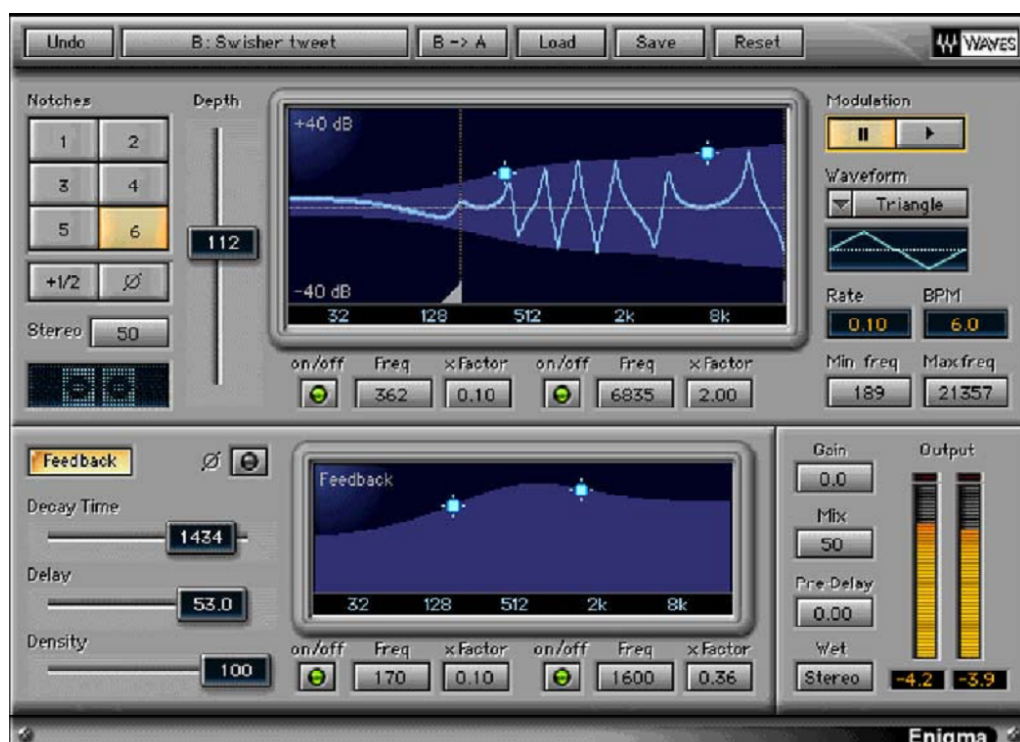 Undo B: Swisher tweet B -> A Load Save Reset WAVES
Notches Depth Modulation
+40 dB
1 2
3 4
5 6
112
+1/2 Ø
Stereo 50
-40 dB
32 128 512 2k 8k
Waveform
Triangle
Rate BPM
0.10 6.0
Min freq Max freq
189 21357
on/off Freq xFactor on/off Freq xFactor
362 0.10 6835 2.00
Feedback Ø
Decay Time
1434
Delay
53.0
Density
100
Feedback
32 128 512 2k 8k
on/off Freq xFactor on/off Freq xFactor
170 0.10 1600 0.36
Gain Output
0.0
Mix
50
Pre-Delay
0.00
Wet
Stereo -4.2 -3.9
Enigma